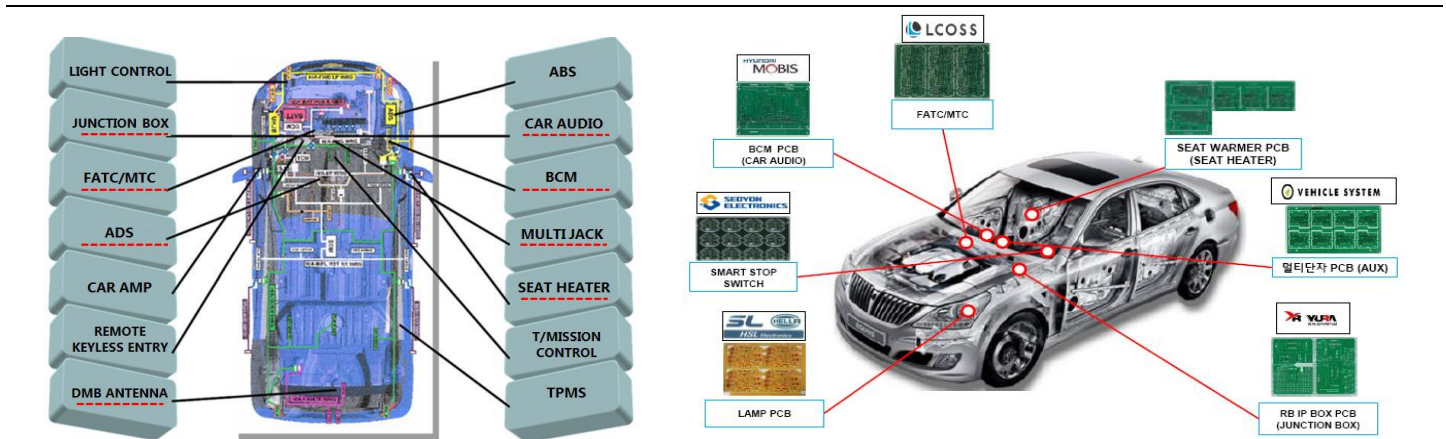 LIGHT CONTROL
JUNCTION BOX
FATC/MTC
ADS
CAR AMP
REMOTE
KEYLESS ENTRY
DMB ANTENNA
BATT
ABS
ABS
CAR AUDIO
BCM
MULTI JACK
SEAT HEATER
T/MISSION
CONTROL
TPMS
HYUNDAI
MOBIS
BCM PCB
(CAR AUDIO)
LCOSS
FATC/MTC
SEAT WARMER PCB
(SEAT HEATER)
SEOYON
ELECTRONICS
SMART STOP
SWITCH
VEHICLE SYSTEM
멀티단자 PCB (AUX)
SL HELLA
HSL Electronics
LAMP PCB
YURA
RB IP BOX PCB
(JUNCTION BOX)